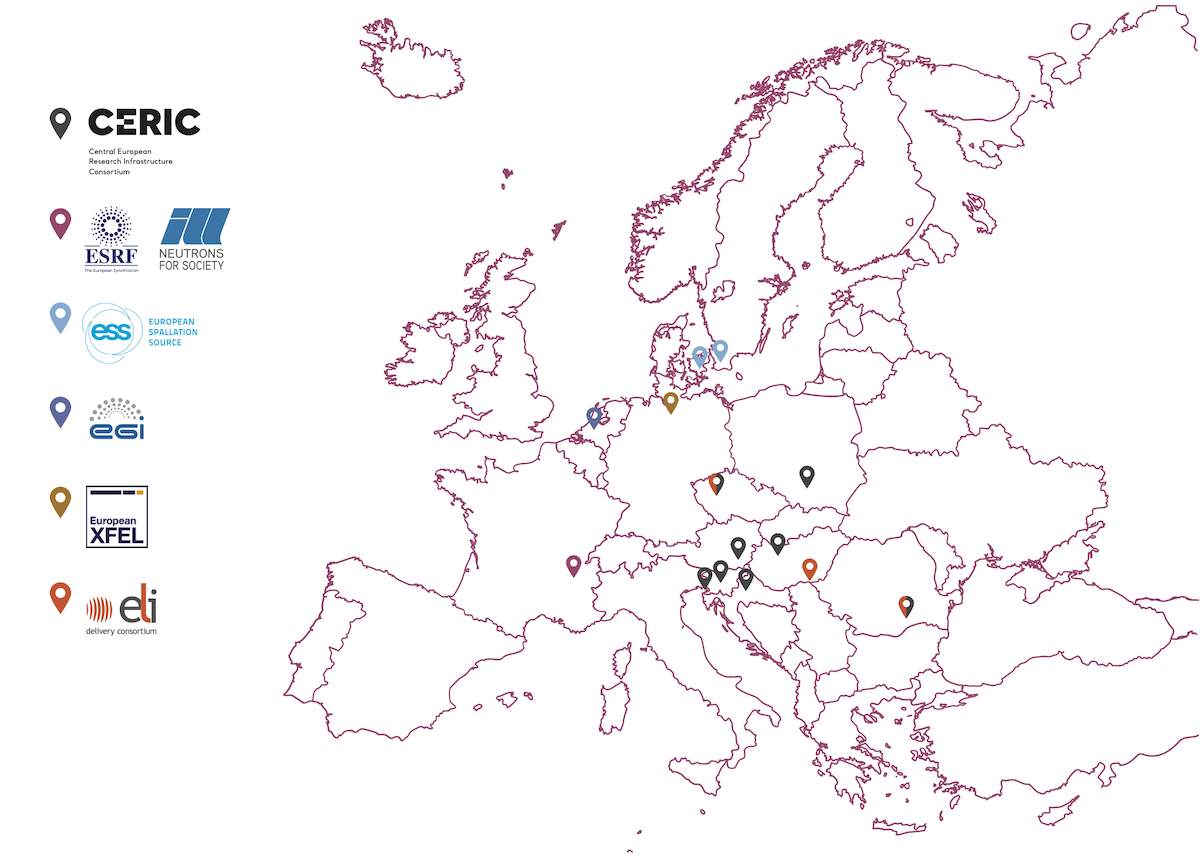 CERIC
Central European
Research Infrastructure
Consortium
ESRF
The European Synchrotron
ill
NEUTRONS
FOR SOCIETY
ess
EUROPEAN
SPALLATION
SOURCE
eGi
European
XFEL
eli
delivery consortium